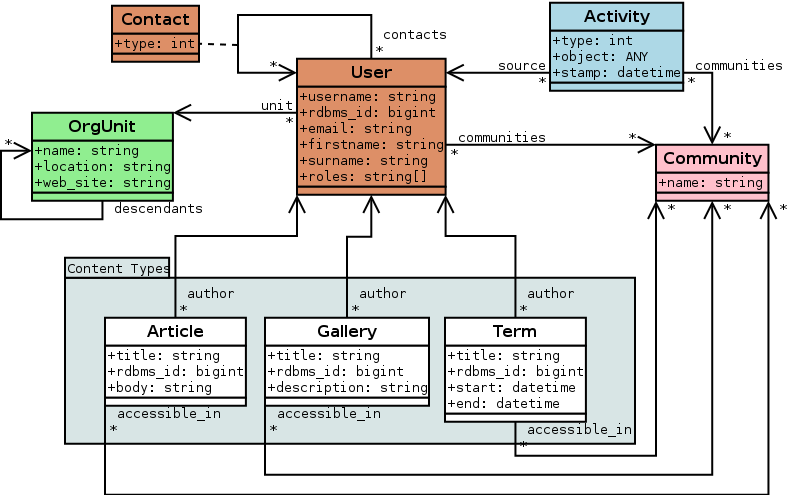 Contact
+type: int
contacts
*
*
Activity
+type: int
+object: ANY
+stamp: datetime
source
*
communities
*
*
User
+username: string
+rdbms_id: bigint
+email: string
+firstname: string
+surname: string
+roles: string[]
unit
*
communities
*
*
OrgUnit
+name: string
+location: string
+web_site: string
*
descendants
Community
+name: string
*
*
*
Content Types
author
*
author
*
author
*
Article
+title: string
+rdbms_id: bigint
+body: string
accessible_in
*
Gallery
+title: string
+rdbms_id: bigint
+description: string
accessible_in
*
Term
+title: string
+rdbms_id: bigint
+start: datetime
+end: datetime
accessible_in
*